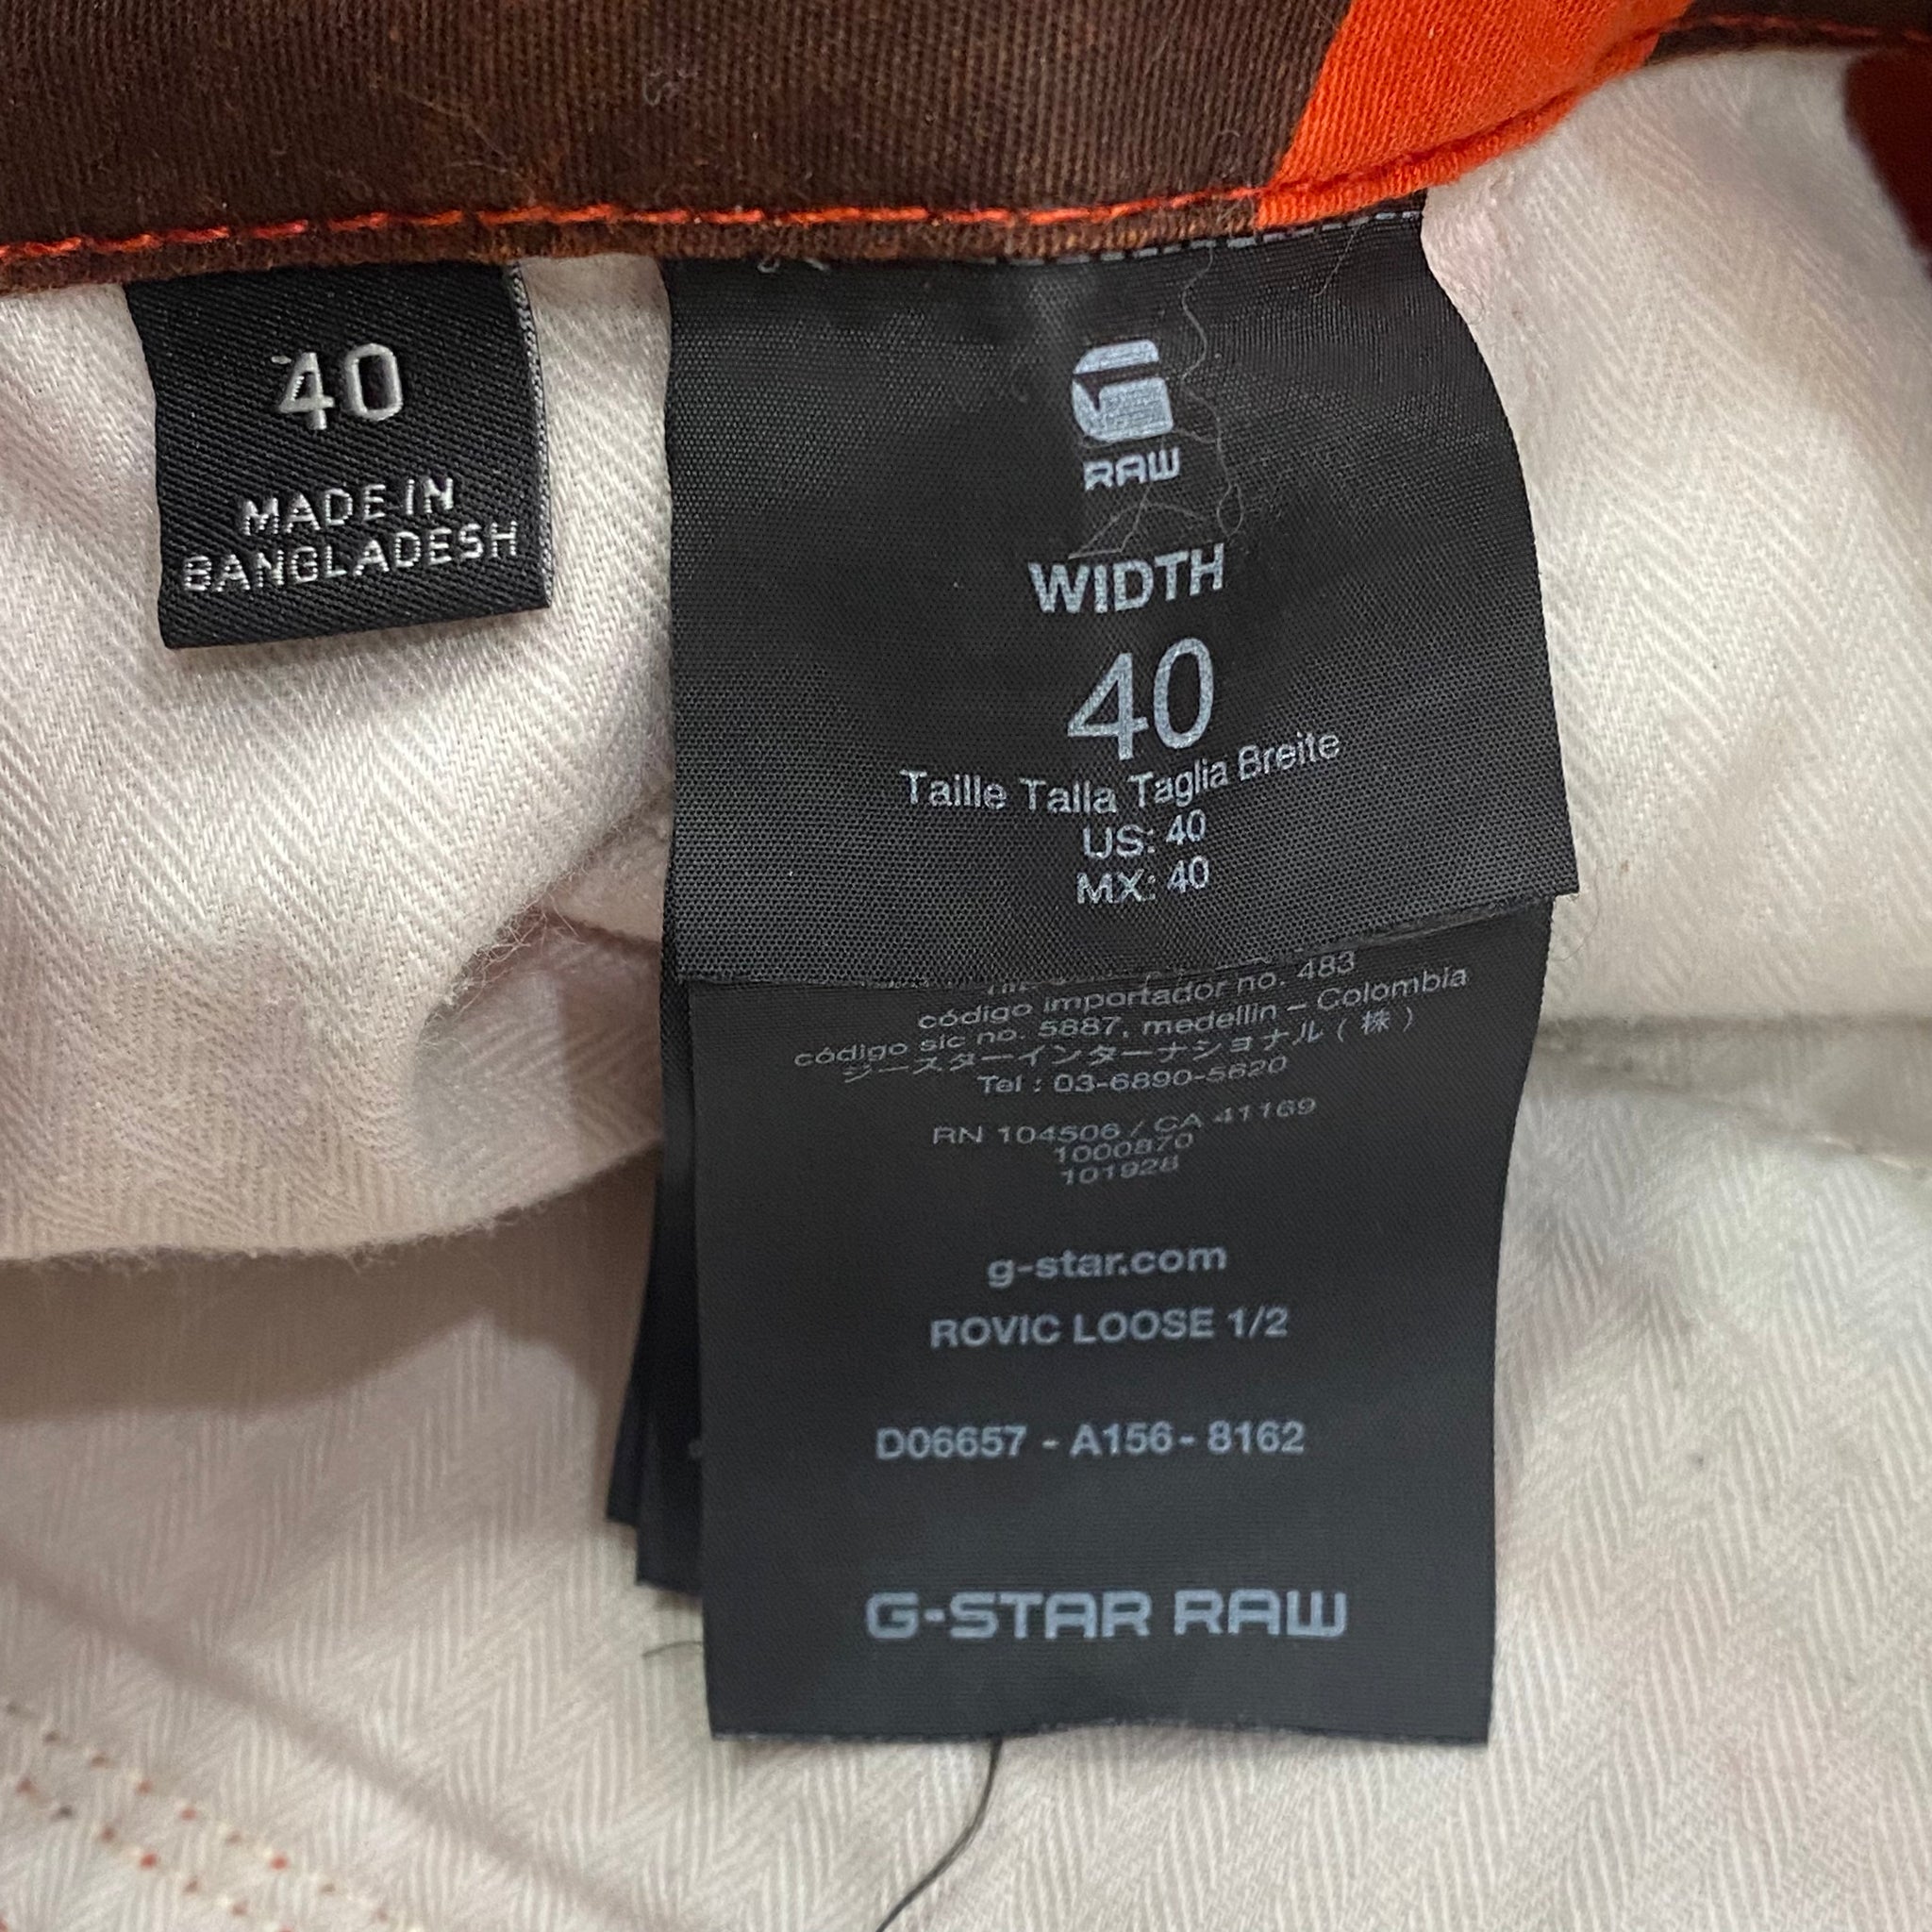 40
MADE IN
BANGLADESH
RAW
WIDTH
40
Taille Talla Taglia Breite
US: 40
MX: 40
código importador no. 483
código sic no. 5887, medellin – Colombia
ジースターインターナショナル ( 株 )
Tel : 03-6890-5620
RN 104506 / CA 41169
1000870
101928
g-star.com
ROVIC LOOSE 1/2
D06657 - A156 - 8162
G-STAR RAW